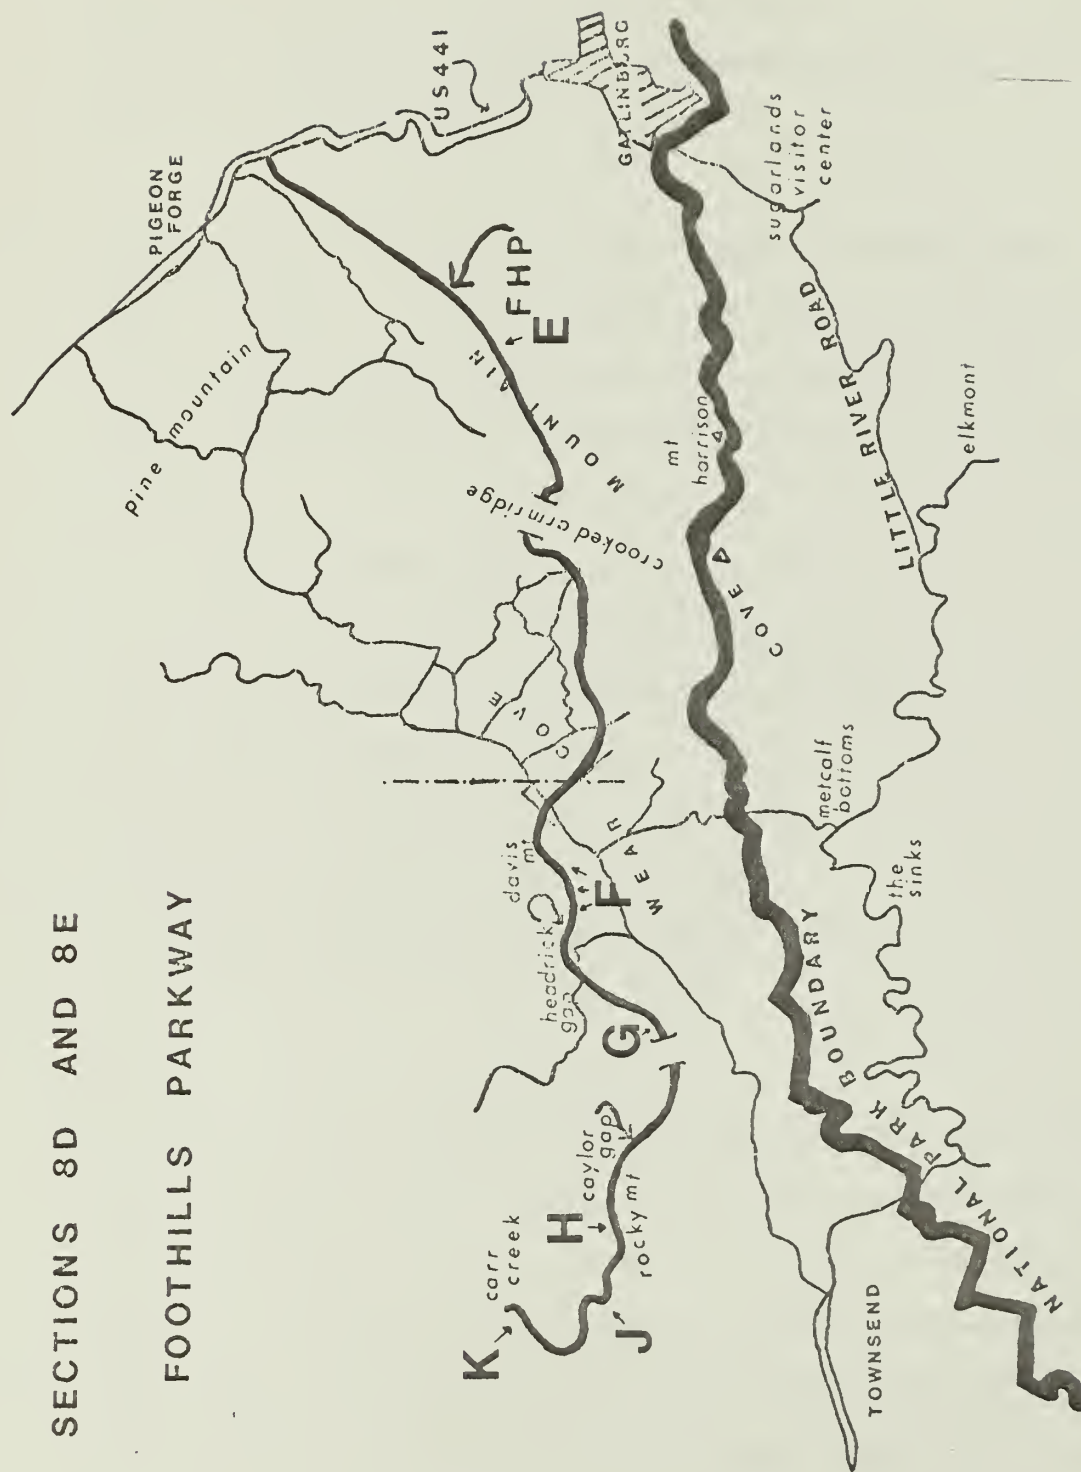 SECTIONS 8D AND 8E
FOOTHILLS PARKWAY
PIGEON
FORGE
US441
GATLINBURG
pine mountain
FHP
E
MOUNTAIN
crooked arm ridge
sugarlands
visitor
center
mt
harrison
COVE
LITTLE RIVER ROAD
elkmont
WEAR
COVE
davis
mt
headrick
gap
F
metcalf
bottoms
the
sinks
G
caylor
gap
H
rocky mt
carr
creek
K
J
TOWNSEND
NATIONAL PARK BOUNDARY